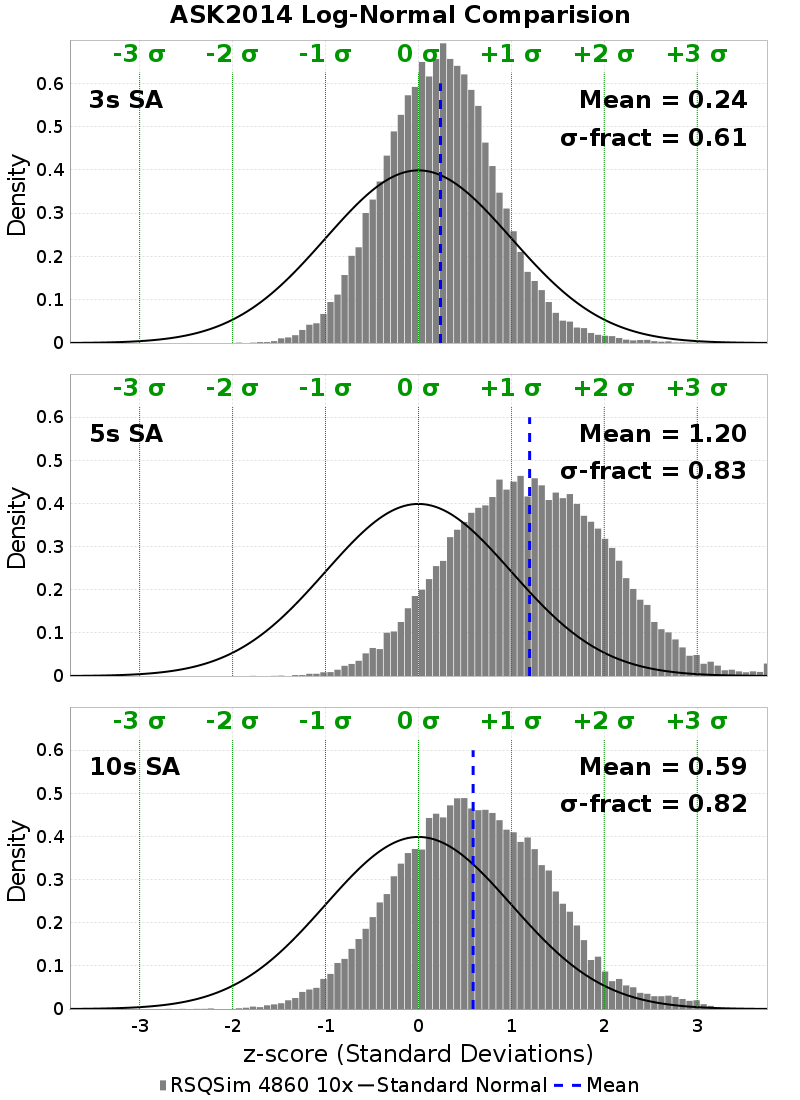 ASK2014 Log-Normal Comparision
-3 σ -2 σ -1 σ 0 σ +1 σ +2 σ +3 σ
3s SA
Mean = 0.24
σ-fract = 0.61
0.6
0.5
0.4
0.3
0.2
0.1
0
Density
-3 σ -2 σ -1 σ 0 σ +1 σ +2 σ +3 σ
5s SA
Mean = 1.20
σ-fract = 0.83
0.6
0.5
0.4
0.3
0.2
0.1
0
Density
-3 σ -2 σ -1 σ 0 σ +1 σ +2 σ +3 σ
10s SA
Mean = 0.59
σ-fract = 0.82
0.6
0.5
0.4
0.3
0.2
0.1
0
Density
-3 -2 -1 0 1 2 3
z-score (Standard Deviations)
RSQSim 4860 10x Standard Normal Mean